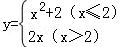 y={x²+2 (x≤2)
2x (x>2)